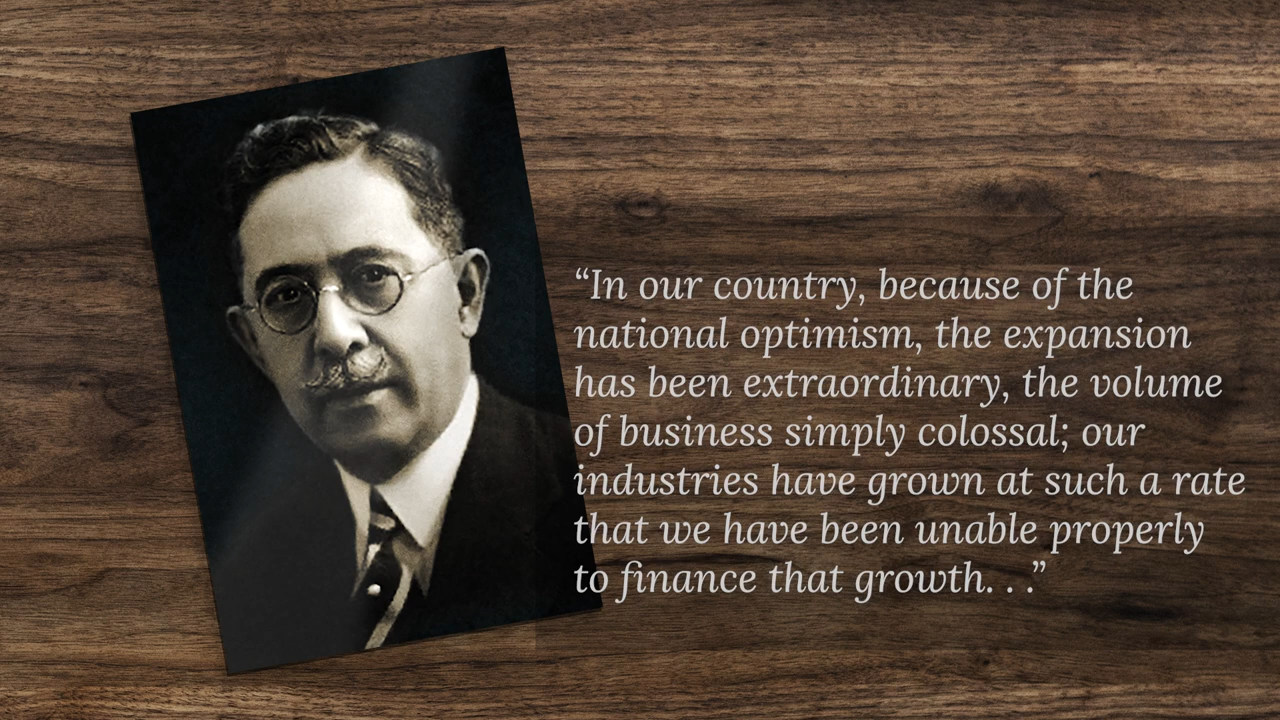 “In our country, because of the
national optimism, the expansion
has been extraordinary, the volume
of business simply colossal; our
industries have grown at such a rate
that we have been unable properly
to finance that growth. . .”